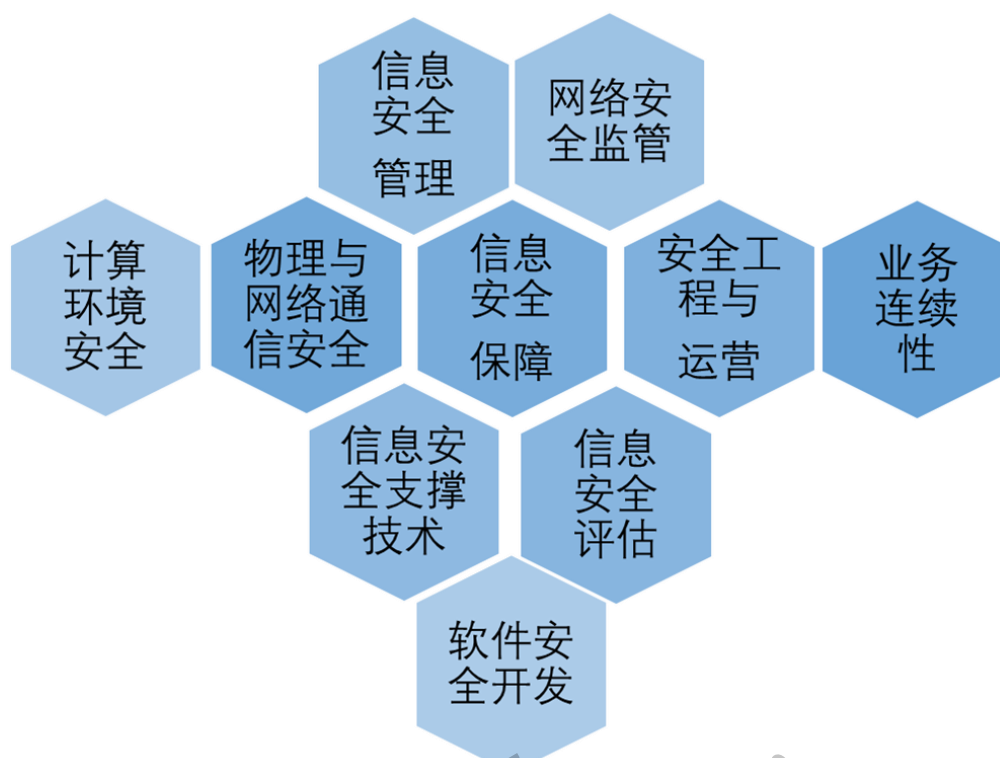 信息
安全
管理
网络安
全监管
计算
环境
安全
物理与
网络通
信安全
信息
安全
保障
安全工
程与
运营
业务
连续
性
信息安
全支撑
技术
信息
安全
评估
软件安
全开发